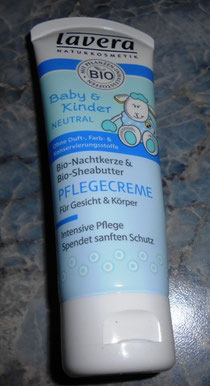 lavera
NATURKOSMETIK
BIO
Baby &
Kinder
NEUTRAL
ohne Duft-, Farb- &
Konservierungsstoffe
Bio-Nachtkerze &
Bio-Sheabutter
PFLEGECREME
Für Gesicht & Körper
Intensive Pflege
Spendet sanften Schutz